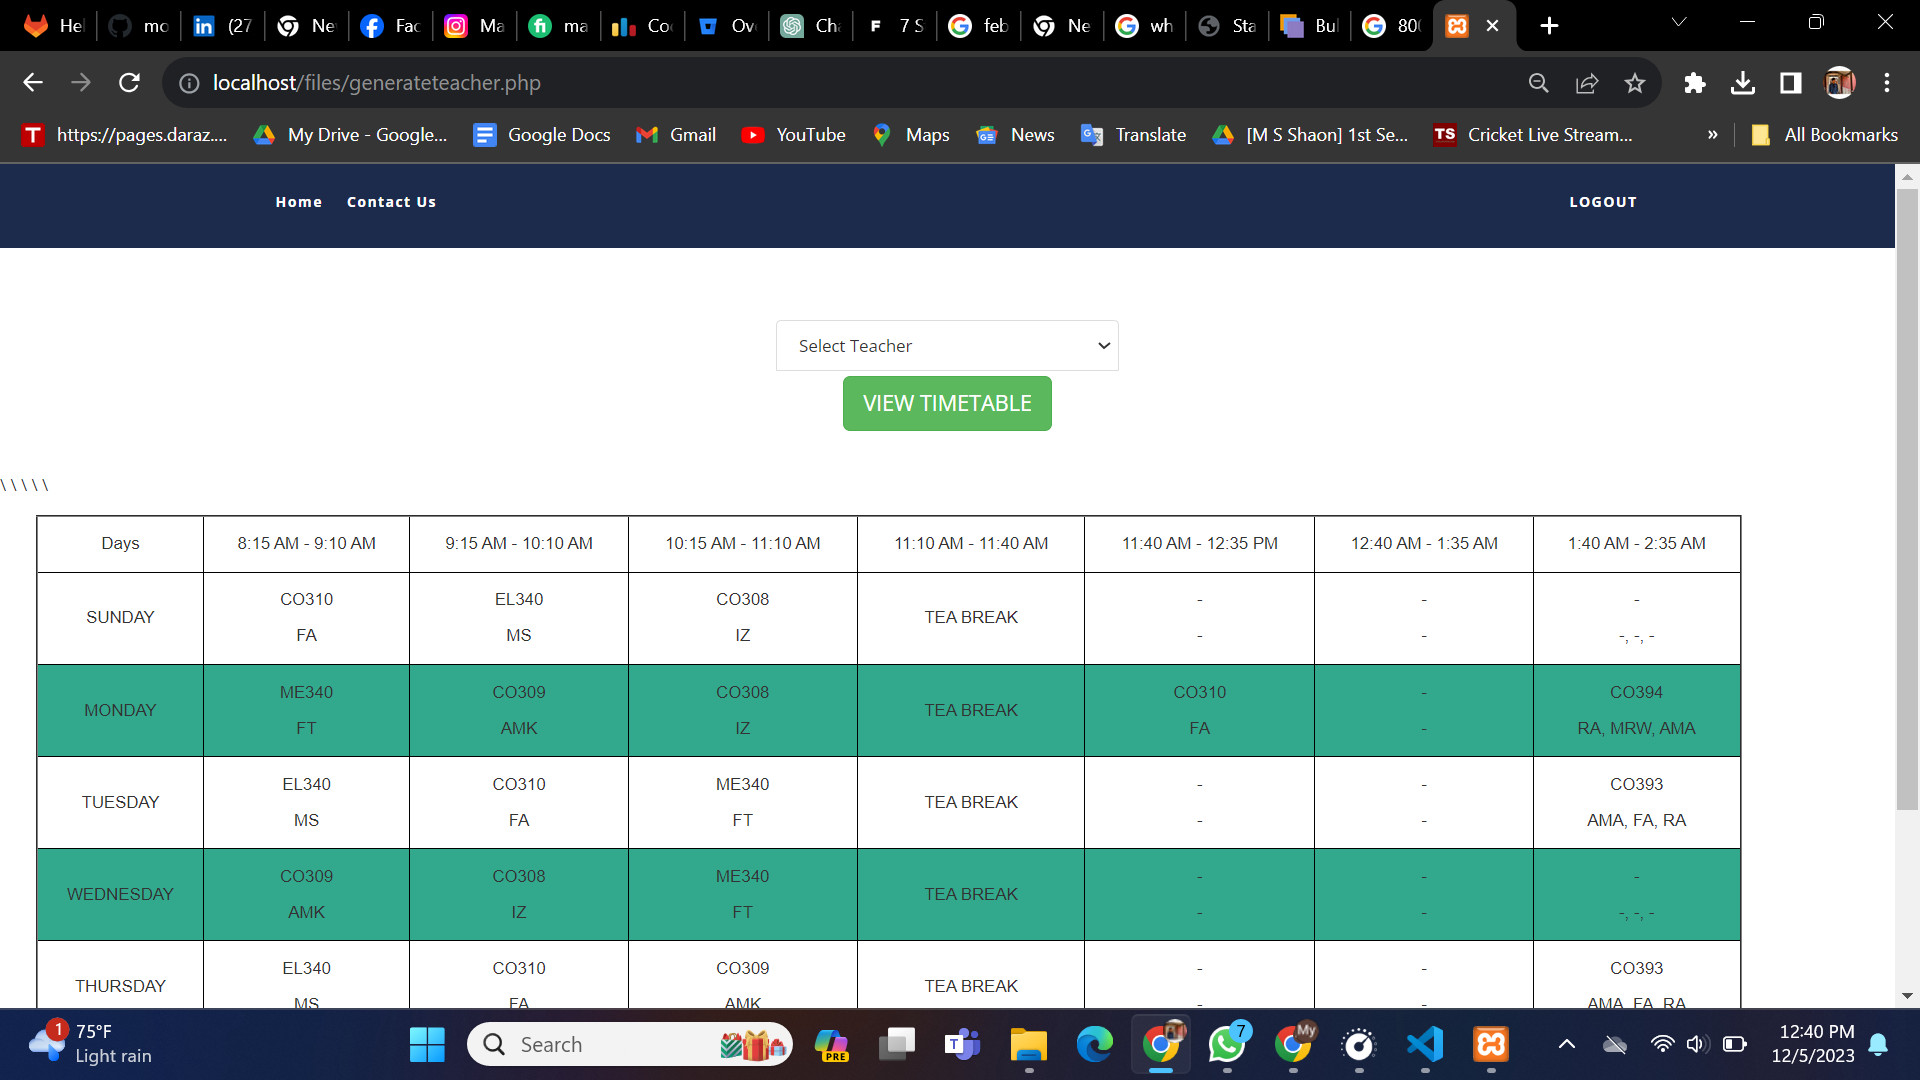 Hel mo (27 Ne Fac Ma ma Co Ov Cha F 7 S feb Ne wh Sta Bul 80
localhost/files/generateteacher.php
T https://pages.daraz.... My Drive - Google... Google Docs Gmail YouTube Maps News Translate [M S Shaon] 1st Se... TS Cricket Live Stream... » All Bookmarks
Home Contact Us LOGOUT
Select Teacher
VIEW TIMETABLE
\ \ \ \ \
Days 8:15 AM - 9:10 AM 9:15 AM - 10:10 AM 10:15 AM - 11:10 AM 11:10 AM - 11:40 AM 11:40 AM - 12:35 PM 12:40 AM - 1:35 AM 1:40 AM - 2:35 AM
CO310 EL340 CO308 - - -
SUNDAY TEA BREAK
FA MS IZ - - -, -, -
ME340 CO309 CO308 CO310 - CO394
MONDAY TEA BREAK
FT AMK IZ FA - RA, MRW, AMA
EL340 CO310 ME340 - - CO393
TUESDAY TEA BREAK
MS FA FT - - AMA, FA, RA
CO309 CO308 ME340 - - -
WEDNESDAY TEA BREAK
AMK IZ FT - - -, -, -
EL340 CO310 CO309 - - CO393
THURSDAY TEA BREAK
MS FA AMK - - AMA, FA, RA
1 75°F
Light rain
Search
PRE
T
7
My
12:40 PM
12/5/2023